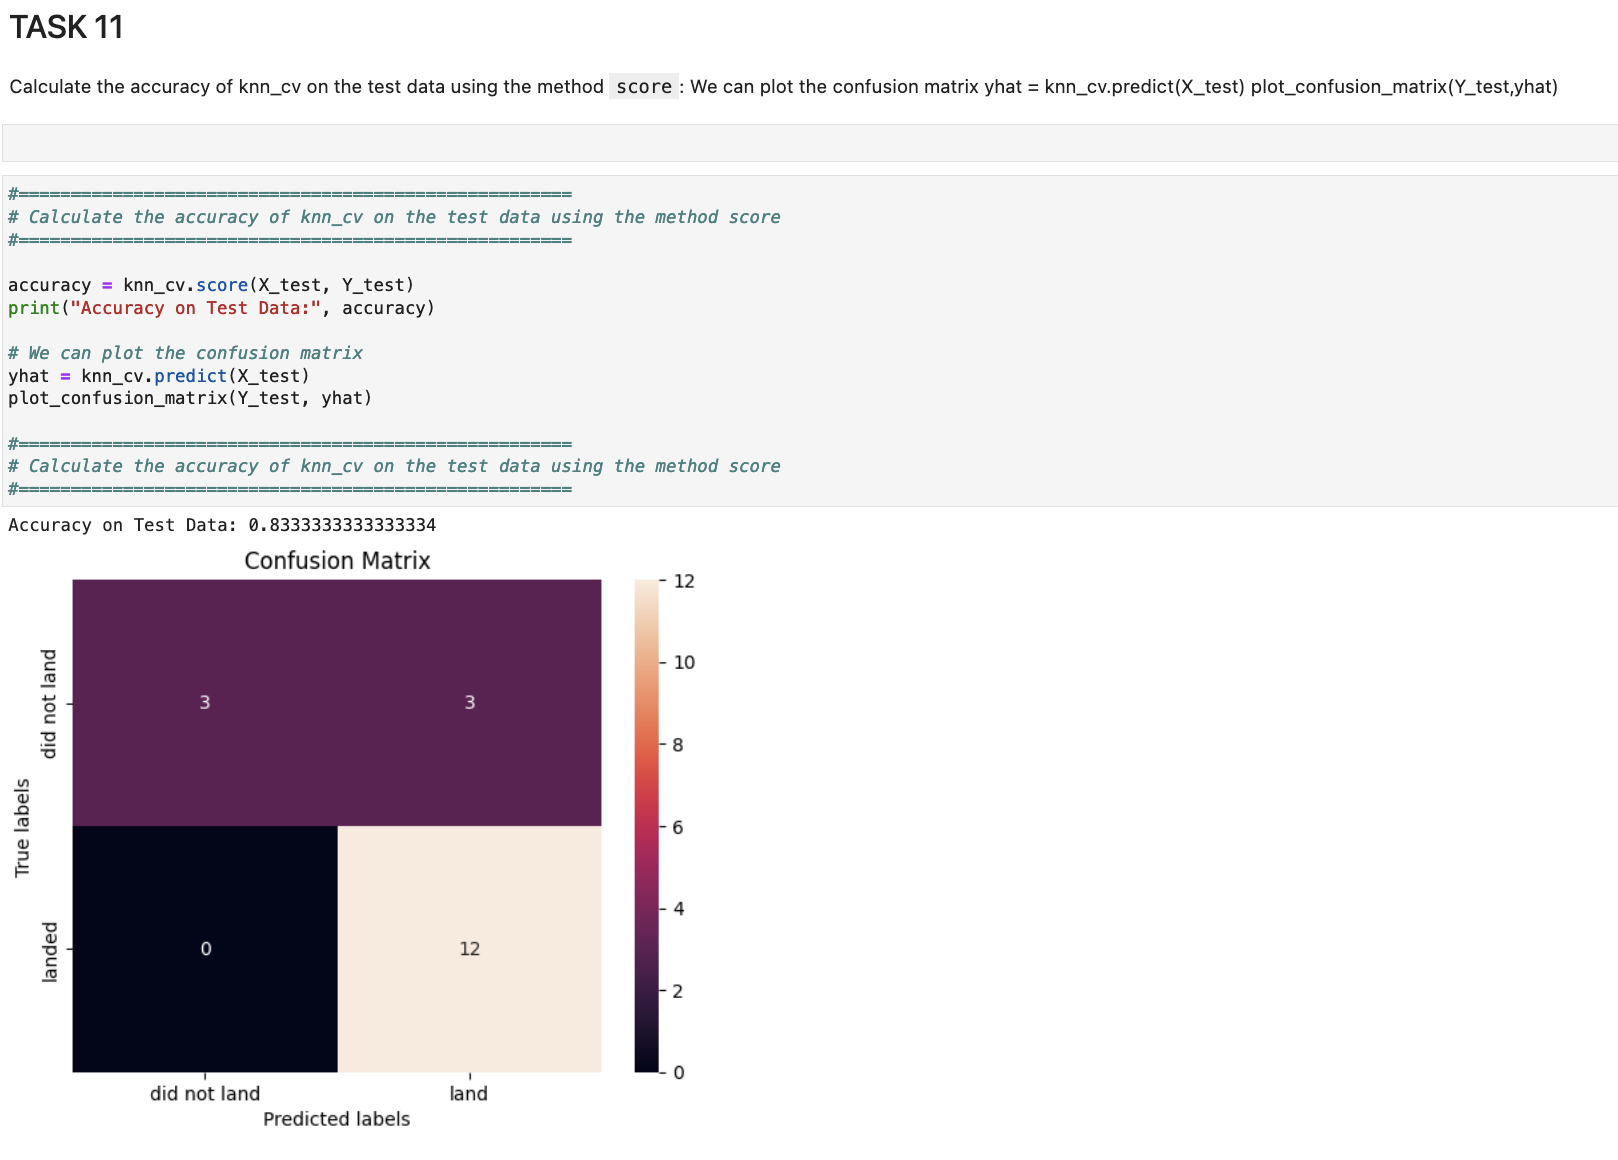 TASK 11
Calculate the accuracy of knn_cv on the test data using the method score : We can plot the confusion matrix yhat = knn_cv.predict(X_test) plot_confusion_matrix(Y_test,yhat)
#=====================================================
# Calculate the accuracy of knn_cv on the test data using the method score
#=====================================================
accuracy = knn_cv.score(X_test, Y_test)
print("Accuracy on Test Data:", accuracy)
# We can plot the confusion matrix
yhat = knn_cv.predict(X_test)
plot_confusion_matrix(Y_test, yhat)
#=====================================================
# Calculate the accuracy of knn_cv on the test data using the method score
#=====================================================
Accuracy on Test Data: 0.8333333333333334
Confusion Matrix
True labels
did not land
landed
3
3
0
12
did not land
land
Predicted labels
12
10
8
6
4
2
0